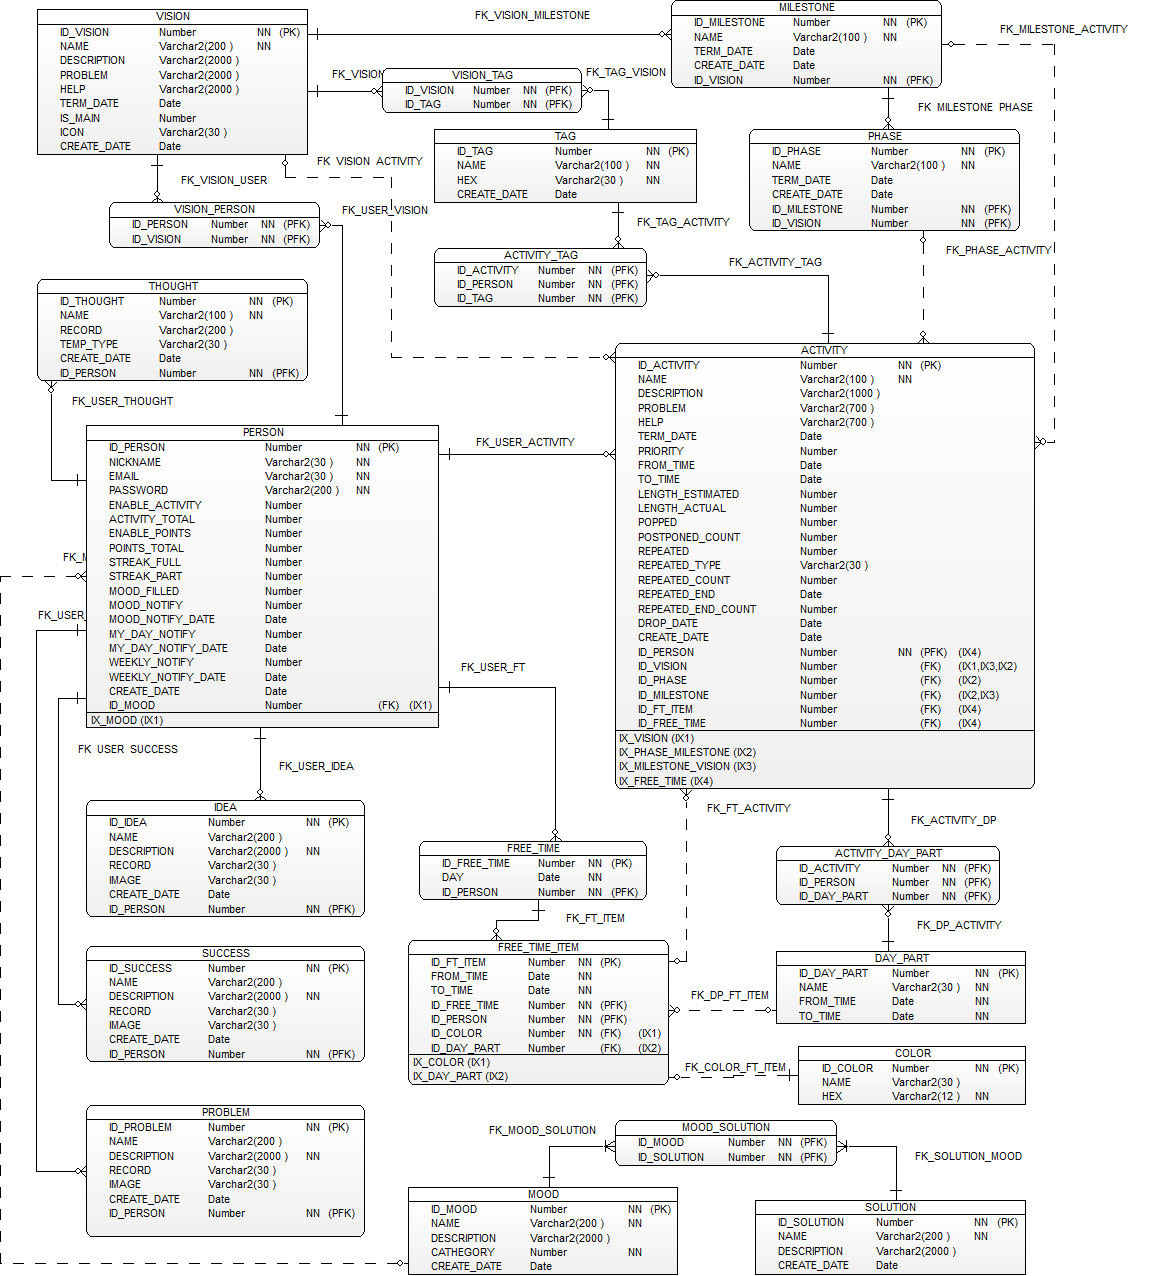 VISION
ID_VISION Number NN (PK)
NAME Varchar2(200 ) NN
DESCRIPTION Varchar2(2000 )
PROBLEM Varchar2(2000 )
HELP Varchar2(2000 )
TERM_DATE Date
IS_MAIN Number
ICON Varchar2(30 )
CREATE_DATE Date
FK_VISION_MILESTONE
MILESTONE
ID_MILESTONE Number NN (PK)
NAME Varchar2(100 ) NN
TERM_DATE Date
CREATE_DATE Date
ID_VISION Number NN (PFK)
FK_MILESTONE_ACTIVITY
FK_VISION
VISION_TAG
ID_VISION Number NN (PFK)
ID_TAG Number NN (PFK)
FK_TAG_VISION
FK MILESTONE PHASE
TAG
ID_TAG Number NN (PK)
NAME Varchar2(100 ) NN
HEX Varchar2(30 ) NN
CREATE_DATE Date
PHASE
ID_PHASE Number NN (PK)
NAME Varchar2(100 ) NN
TERM_DATE Date
CREATE_DATE Date
ID_MILESTONE Number NN (PFK)
ID_VISION Number NN (PFK)
FK VISION ACTIVITY
FK_VISION_USER
VISION_PERSON
ID_PERSON Number NN (PFK)
ID_VISION Number NN (PFK)
FK_USER_VISION
FK_TAG_ACTIVITY
FK_PHASE_ACTIVITY
ACTIVITY_TAG
ID_ACTIVITY Number NN (PFK)
ID_PERSON Number NN (PFK)
ID_TAG Number NN (PFK)
FK_ACTIVITY_TAG
THOUGHT
ID_THOUGHT Number NN (PK)
NAME Varchar2(100 ) NN
RECORD Varchar2(200 )
TEMP_TYPE Varchar2(30 )
CREATE_DATE Date
ID_PERSON Number NN (PFK)
FK_USER_THOUGHT
ACTIVITY
ID_ACTIVITY Number NN (PK)
NAME Varchar2(100 ) NN
DESCRIPTION Varchar2(1000 )
PROBLEM Varchar2(700 )
HELP Varchar2(700 )
TERM_DATE Date
PRIORITY Number
FROM_TIME Date
TO_TIME Date
LENGTH_ESTIMATED Number
LENGTH_ACTUAL Number
POPPED Number
POSTPONED_COUNT Number
REPEATED Number
REPEATED_TYPE Varchar2(30 )
REPEATED_COUNT Number
REPEATED_END Date
REPEATED_END_COUNT Number
DROP_DATE Date
CREATE_DATE Date
ID_PERSON Number NN (PFK) (IX4)
ID_VISION Number (FK) (IX1,IX3,IX2)
ID_PHASE Number (FK) (IX2)
ID_MILESTONE Number (FK) (IX2,IX3)
ID_FT_ITEM Number (FK) (IX4)
ID_FREE_TIME Number (FK) (IX4)
IX_VISION (IX1)
IX_PHASE_MILESTONE (IX2)
IX_MILESTONE_VISION (IX3)
IX_FREE_TIME (IX4)
PERSON
ID_PERSON Number NN (PK)
NICKNAME Varchar2(30 ) NN
EMAIL Varchar2(30 ) NN
PASSWORD Varchar2(200 ) NN
ENABLE_ACTIVITY Number
ACTIVITY_TOTAL Number
ENABLE_POINTS Number
POINTS_TOTAL Number
STREAK_FULL Number
STREAK_PART Number
MOOD_FILLED Number
MOOD_NOTIFY Number
MOOD_NOTIFY_DATE Date
MY_DAY_NOTIFY Number
MY_DAY_NOTIFY_DATE Date
WEEKLY_NOTIFY Number
WEEKLY_NOTIFY_DATE Date
CREATE_DATE Date
ID_MOOD Number (FK) (IX1)
IX_MOOD (IX1)
FK_USER_ACTIVITY
FK_M
FK_USER_
FK_USER_FT
FK USER SUCCESS
FK_USER_IDEA
IDEA
ID_IDEA Number NN (PK)
NAME Varchar2(200 )
DESCRIPTION Varchar2(2000 ) NN
RECORD Varchar2(30 )
IMAGE Varchar2(30 )
CREATE_DATE Date
ID_PERSON Number NN (PFK)
FREE_TIME
ID_FREE_TIME Number NN (PK)
DAY Date NN
ID_PERSON Number NN (PFK)
FK_FT_ACTIVITY
FK_ACTIVITY_DP
ACTIVITY_DAY_PART
ID_ACTIVITY Number NN (PFK)
ID_PERSON Number NN (PFK)
ID_DAY_PART Number NN (PFK)
FK_FT_ITEM
FK_DP_ACTIVITY
SUCCESS
ID_SUCCESS Number NN (PK)
NAME Varchar2(200 )
DESCRIPTION Varchar2(2000 ) NN
RECORD Varchar2(30 )
IMAGE Varchar2(30 )
CREATE_DATE Date
ID_PERSON Number NN (PFK)
FREE_TIME_ITEM
ID_FT_ITEM Number NN (PK)
FROM_TIME Date NN
TO_TIME Date NN
ID_FREE_TIME Number NN (PFK)
ID_PERSON Number NN (PFK)
ID_COLOR Number NN (FK) (IX1)
ID_DAY_PART Number (FK) (IX2)
IX_COLOR (IX1)
IX_DAY_PART (IX2)
FK_DP_FT_ITEM
DAY_PART
ID_DAY_PART Number NN (PK)
NAME Varchar2(30 ) NN
FROM_TIME Date NN
TO_TIME Date NN
FK_COLOR_FT_ITEM
COLOR
ID_COLOR Number NN (PK)
NAME Varchar2(30 )
HEX Varchar2(12 ) NN
PROBLEM
ID_PROBLEM Number NN (PK)
NAME Varchar2(200 )
DESCRIPTION Varchar2(2000 ) NN
RECORD Varchar2(30 )
IMAGE Varchar2(30 )
CREATE_DATE Date
ID_PERSON Number NN (PFK)
FK_MOOD_SOLUTION
MOOD_SOLUTION
ID_MOOD Number NN (PFK)
ID_SOLUTION Number NN (PFK)
FK_SOLUTION_MOOD
MOOD
ID_MOOD Number NN (PK)
NAME Varchar2(200 ) NN
DESCRIPTION Varchar2(2000 )
CATHEGORY Number NN
CREATE_DATE Date
SOLUTION
ID_SOLUTION Number NN (PK)
NAME Varchar2(200 ) NN
DESCRIPTION Varchar2(2000 )
CREATE_DATE Date